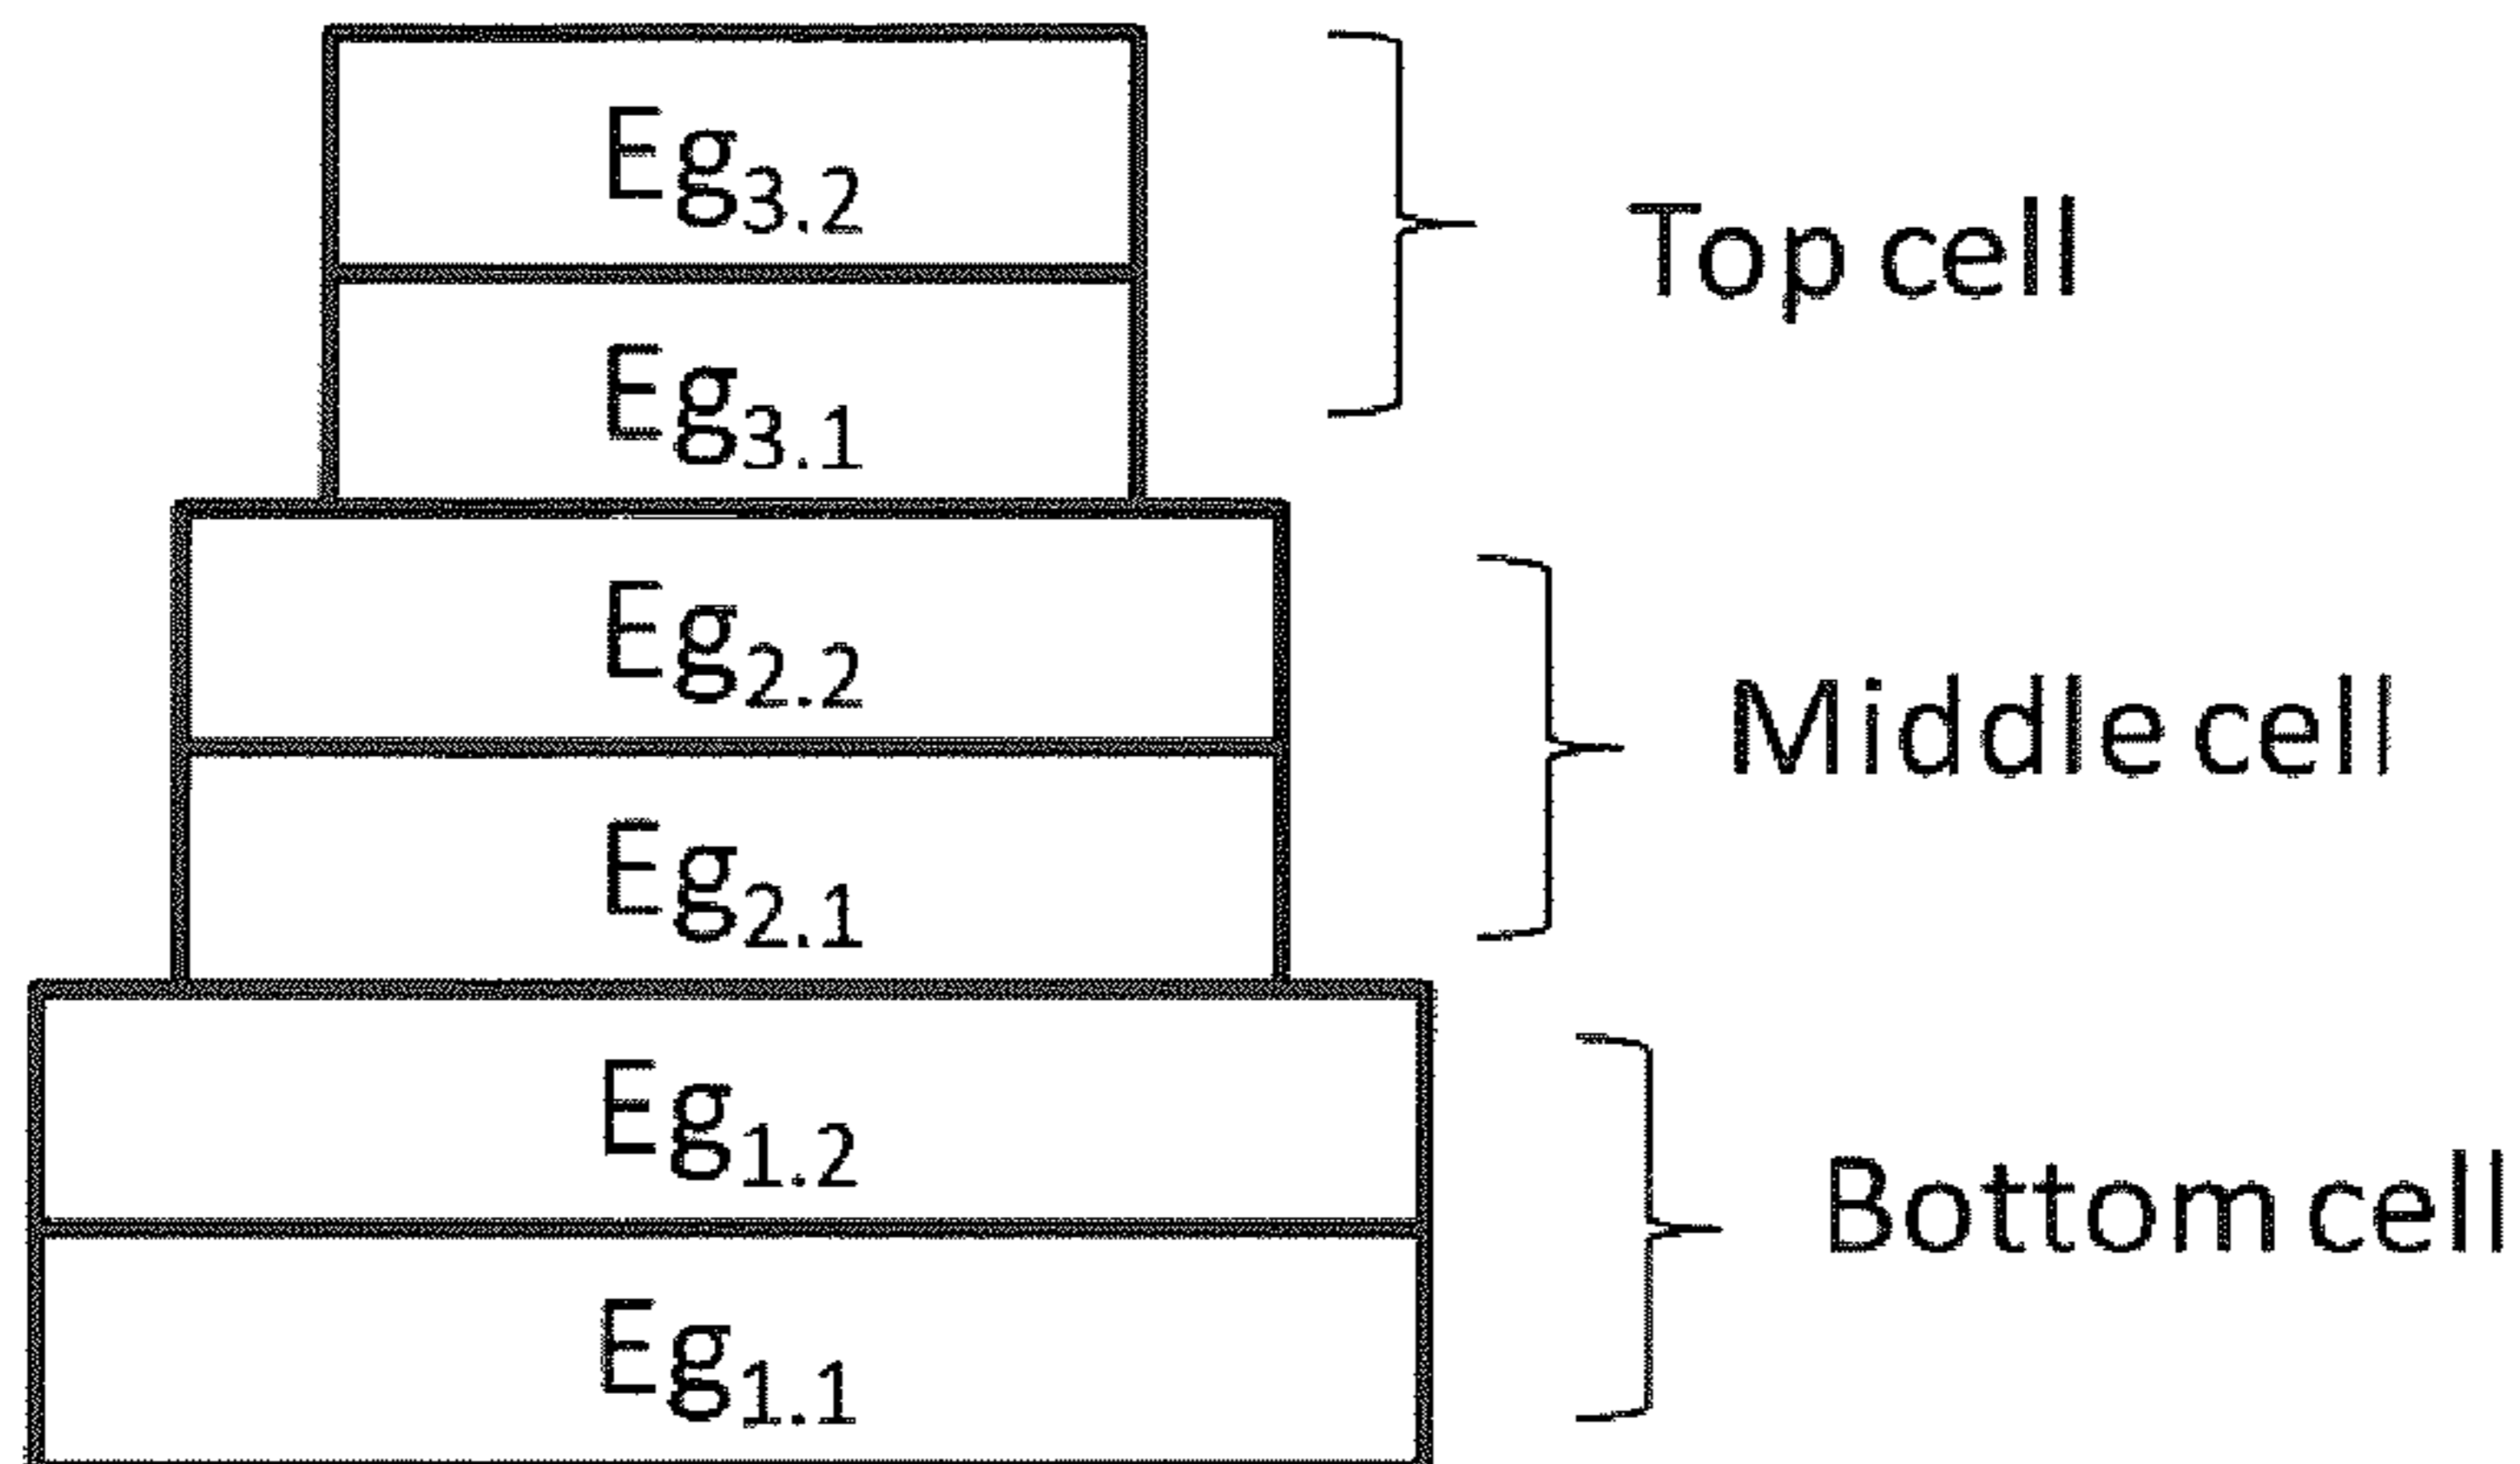 Eg3.2
Top cell
Eg3.1
Eg2.2
Middle cell
Eg2.1
Eg1.2
Bottom cell
Eg1.1